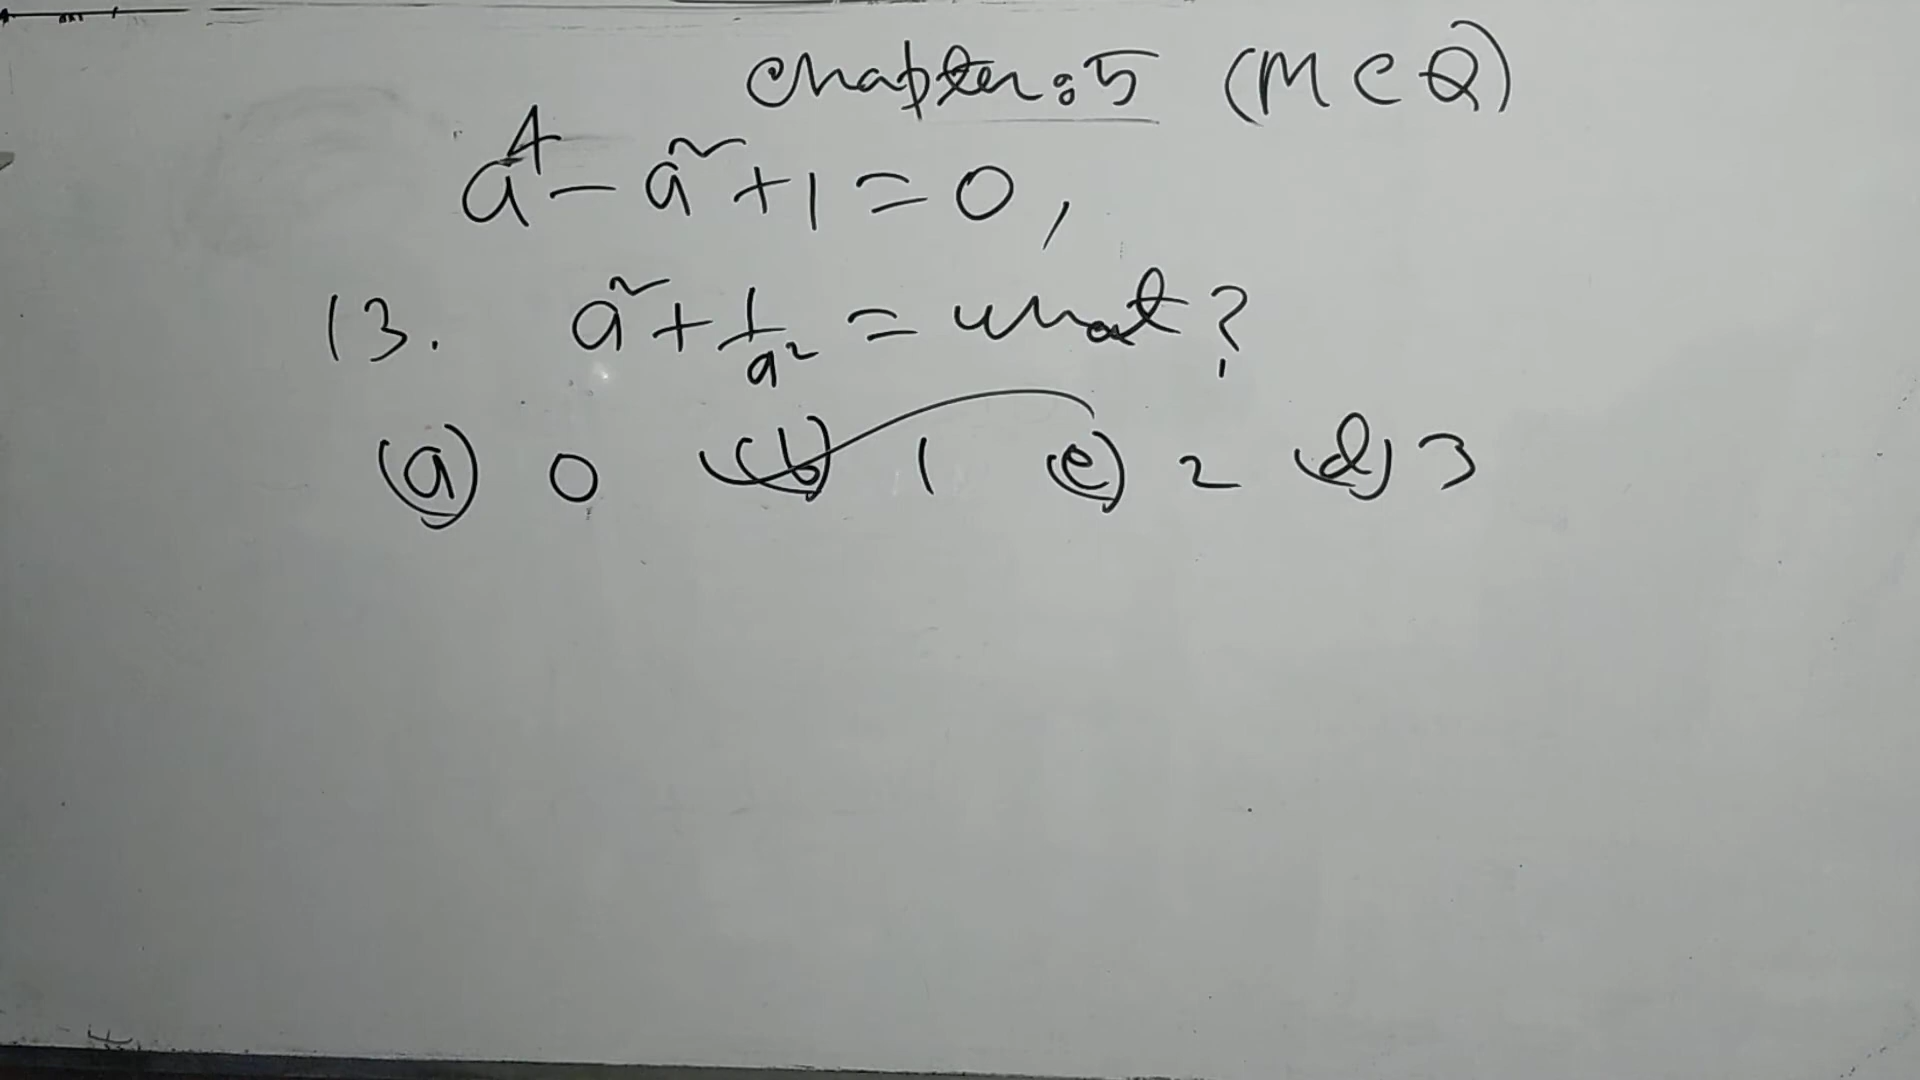 Chapter: 5 (MCQ)
a⁴ - a² + 1 = 0,
13. a² + 1/a² = what?
(a) 0 (b) 1 (c) 2 (d) 3